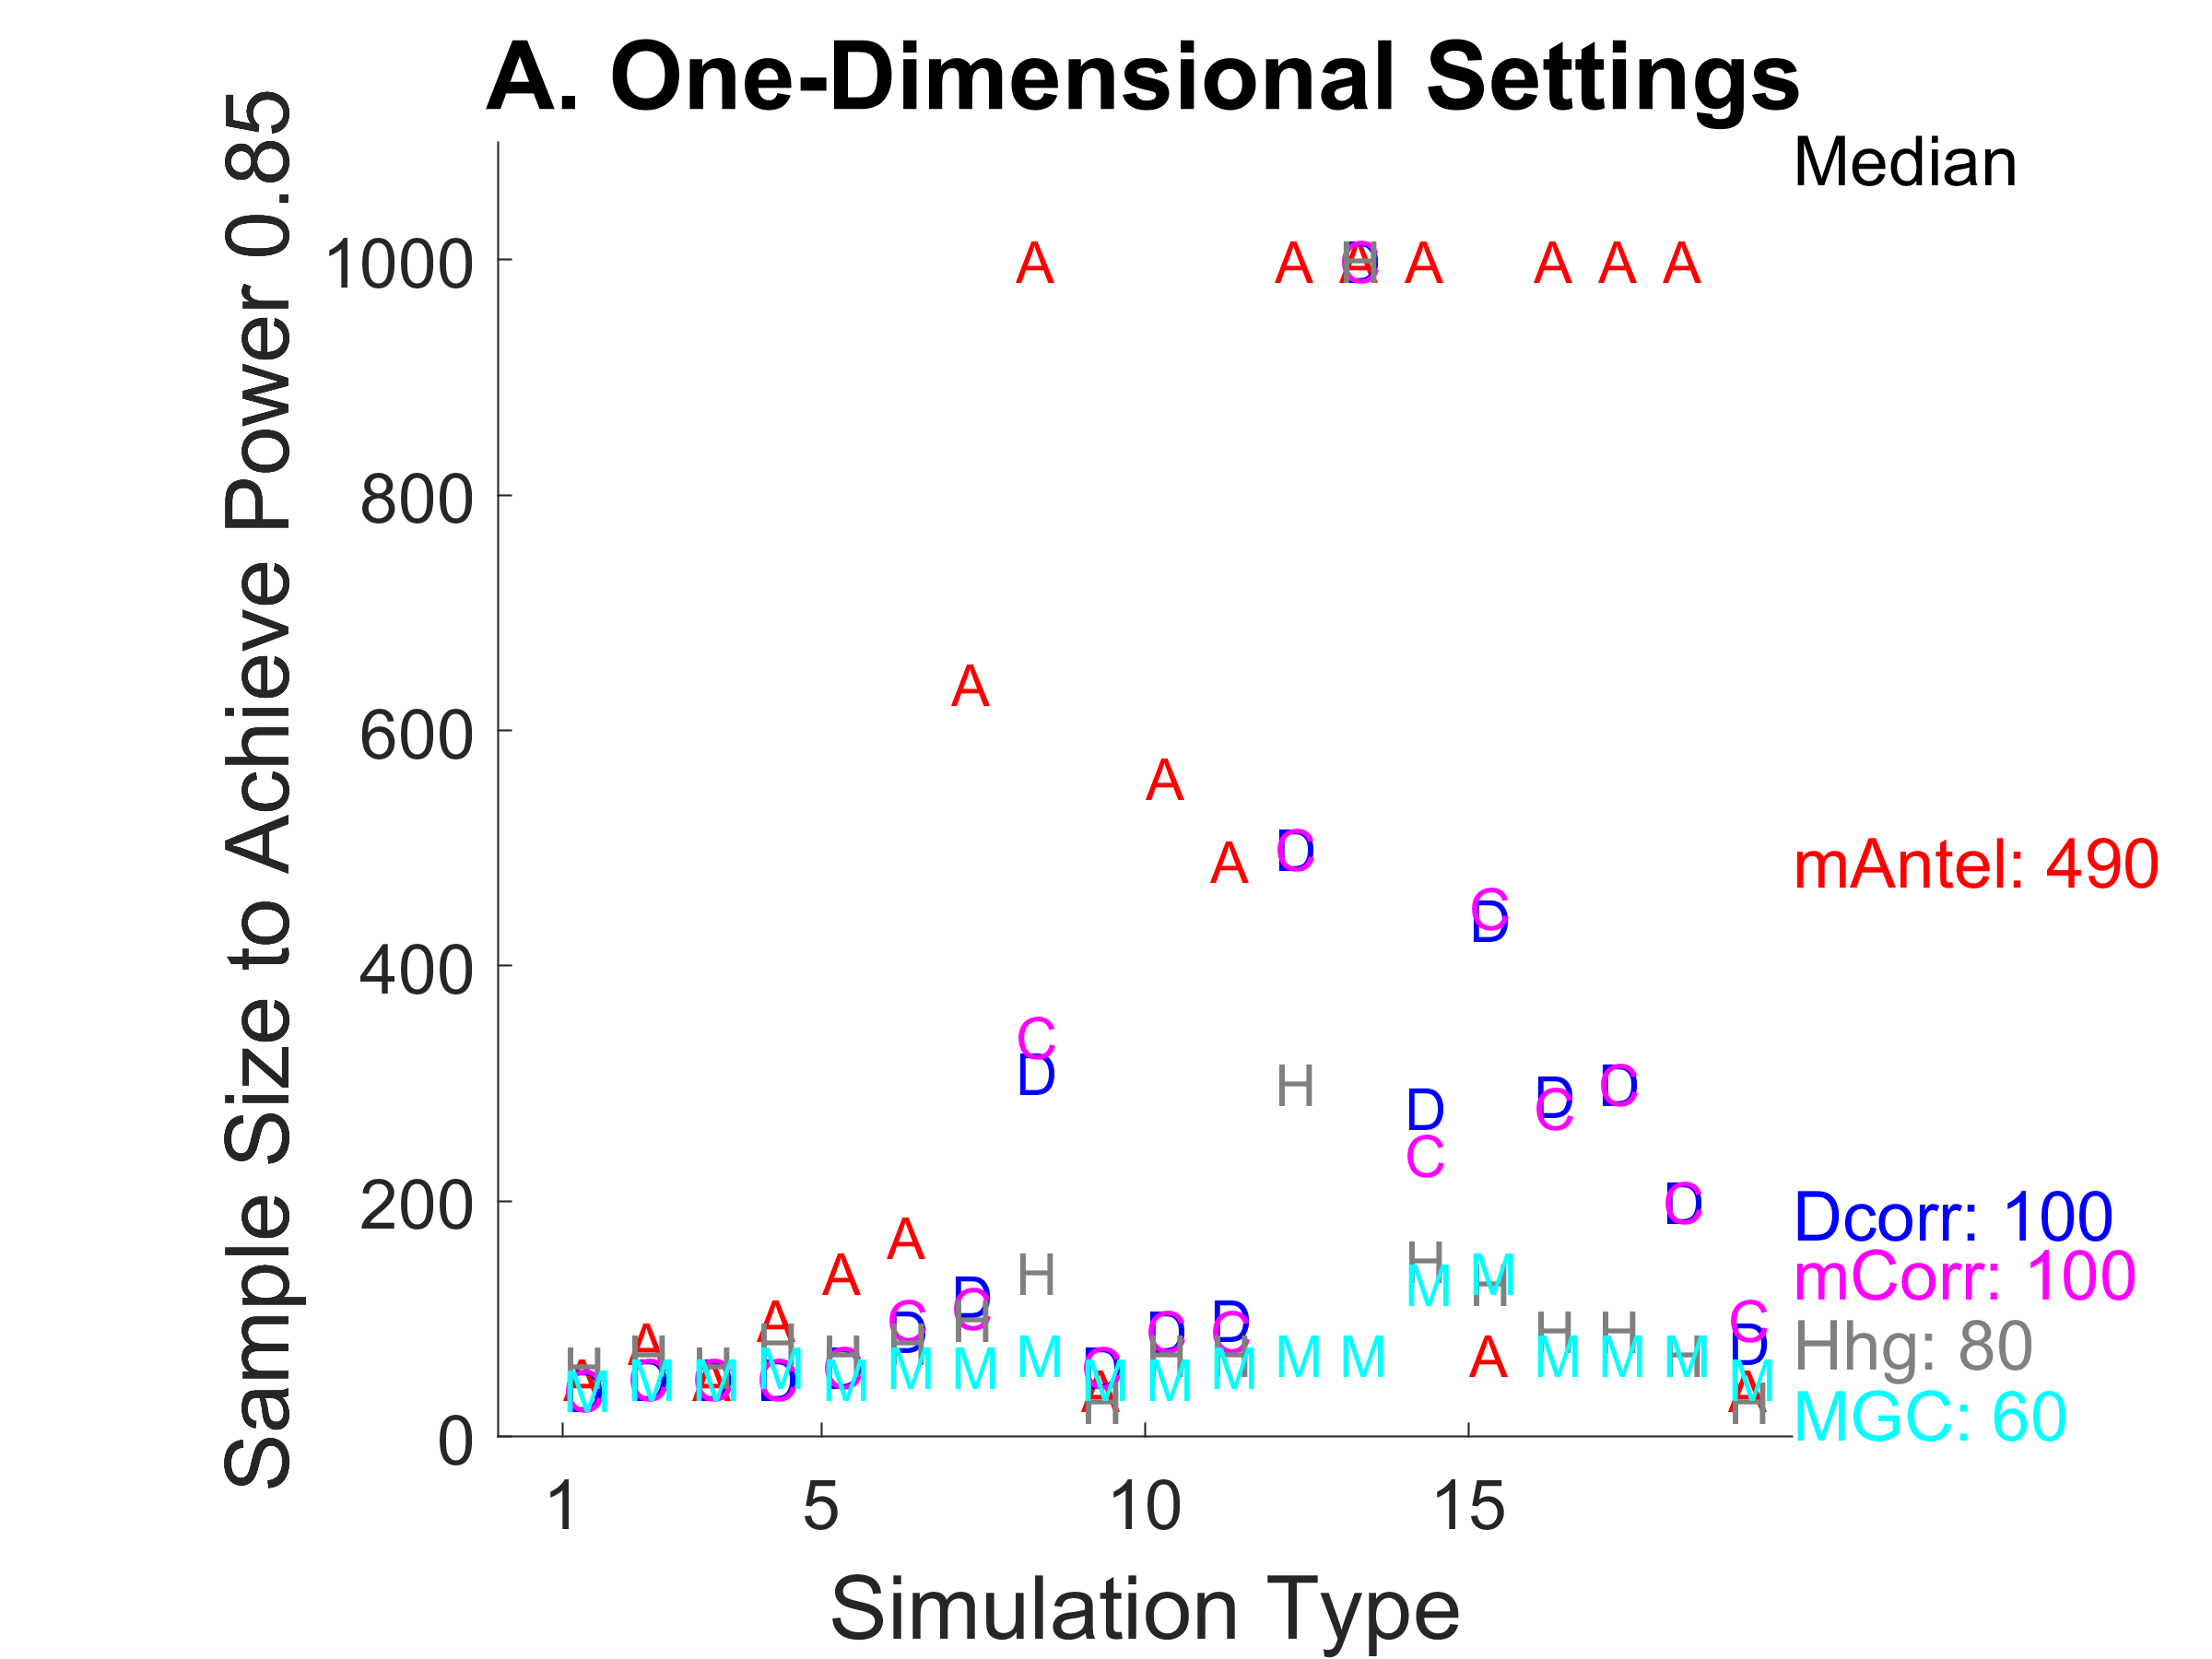 A. One-Dimensional Settings
Median
Sample Size to Achieve Power 0.85
1000
800
600
400
200
0
1
5
10
15
Simulation Type
mAntel: 490
Dcorr: 100
mCorr: 100
Hhg: 80
MGC: 60